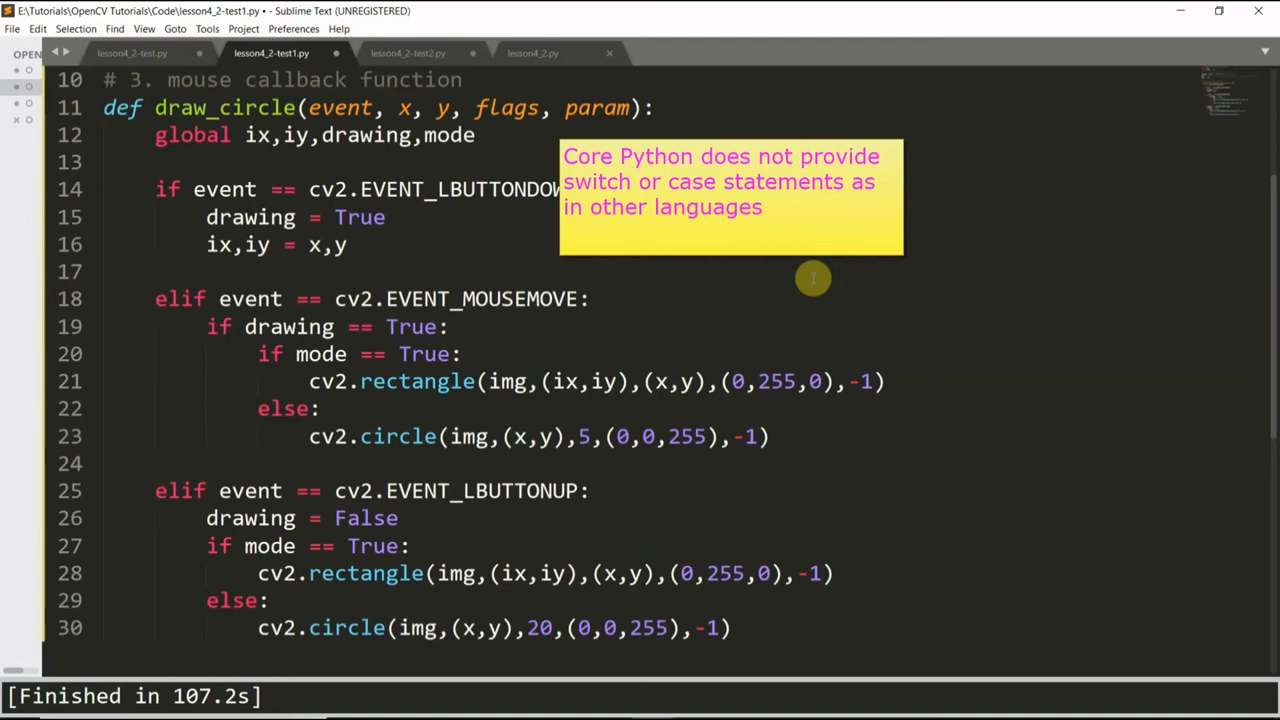 E:\Tutorials\OpenCV Tutorials\Code\lesson4_2-test1.py • - Sublime Text (UNREGISTERED)
File Edit Selection Find View Goto Tools Project Preferences Help
OPEN lesson4_2-test.py lesson4_2-test1.py lesson4_2-test2.py lesson4_2.py
10 # 3. mouse callback function
11 def draw_circle(event, x, y, flags, param):
12 global ix,iy,drawing,mode
13
14 if event == cv2.EVENT_LBUTTONDOW
15 drawing = True
16 ix,iy = x,y
17
18 elif event == cv2.EVENT_MOUSEMOVE:
19 if drawing == True:
20 if mode == True:
21 cv2.rectangle(img,(ix,iy),(x,y),(0,255,0),-1)
22 else:
23 cv2.circle(img,(x,y),5,(0,0,255),-1)
24
25 elif event == cv2.EVENT_LBUTTONUP:
26 drawing = False
27 if mode == True:
28 cv2.rectangle(img,(ix,iy),(x,y),(0,255,0),-1)
29 else:
30 cv2.circle(img,(x,y),20,(0,0,255),-1)
Core Python does not provide
switch or case statements as
in other languages
[Finished in 107.2s]